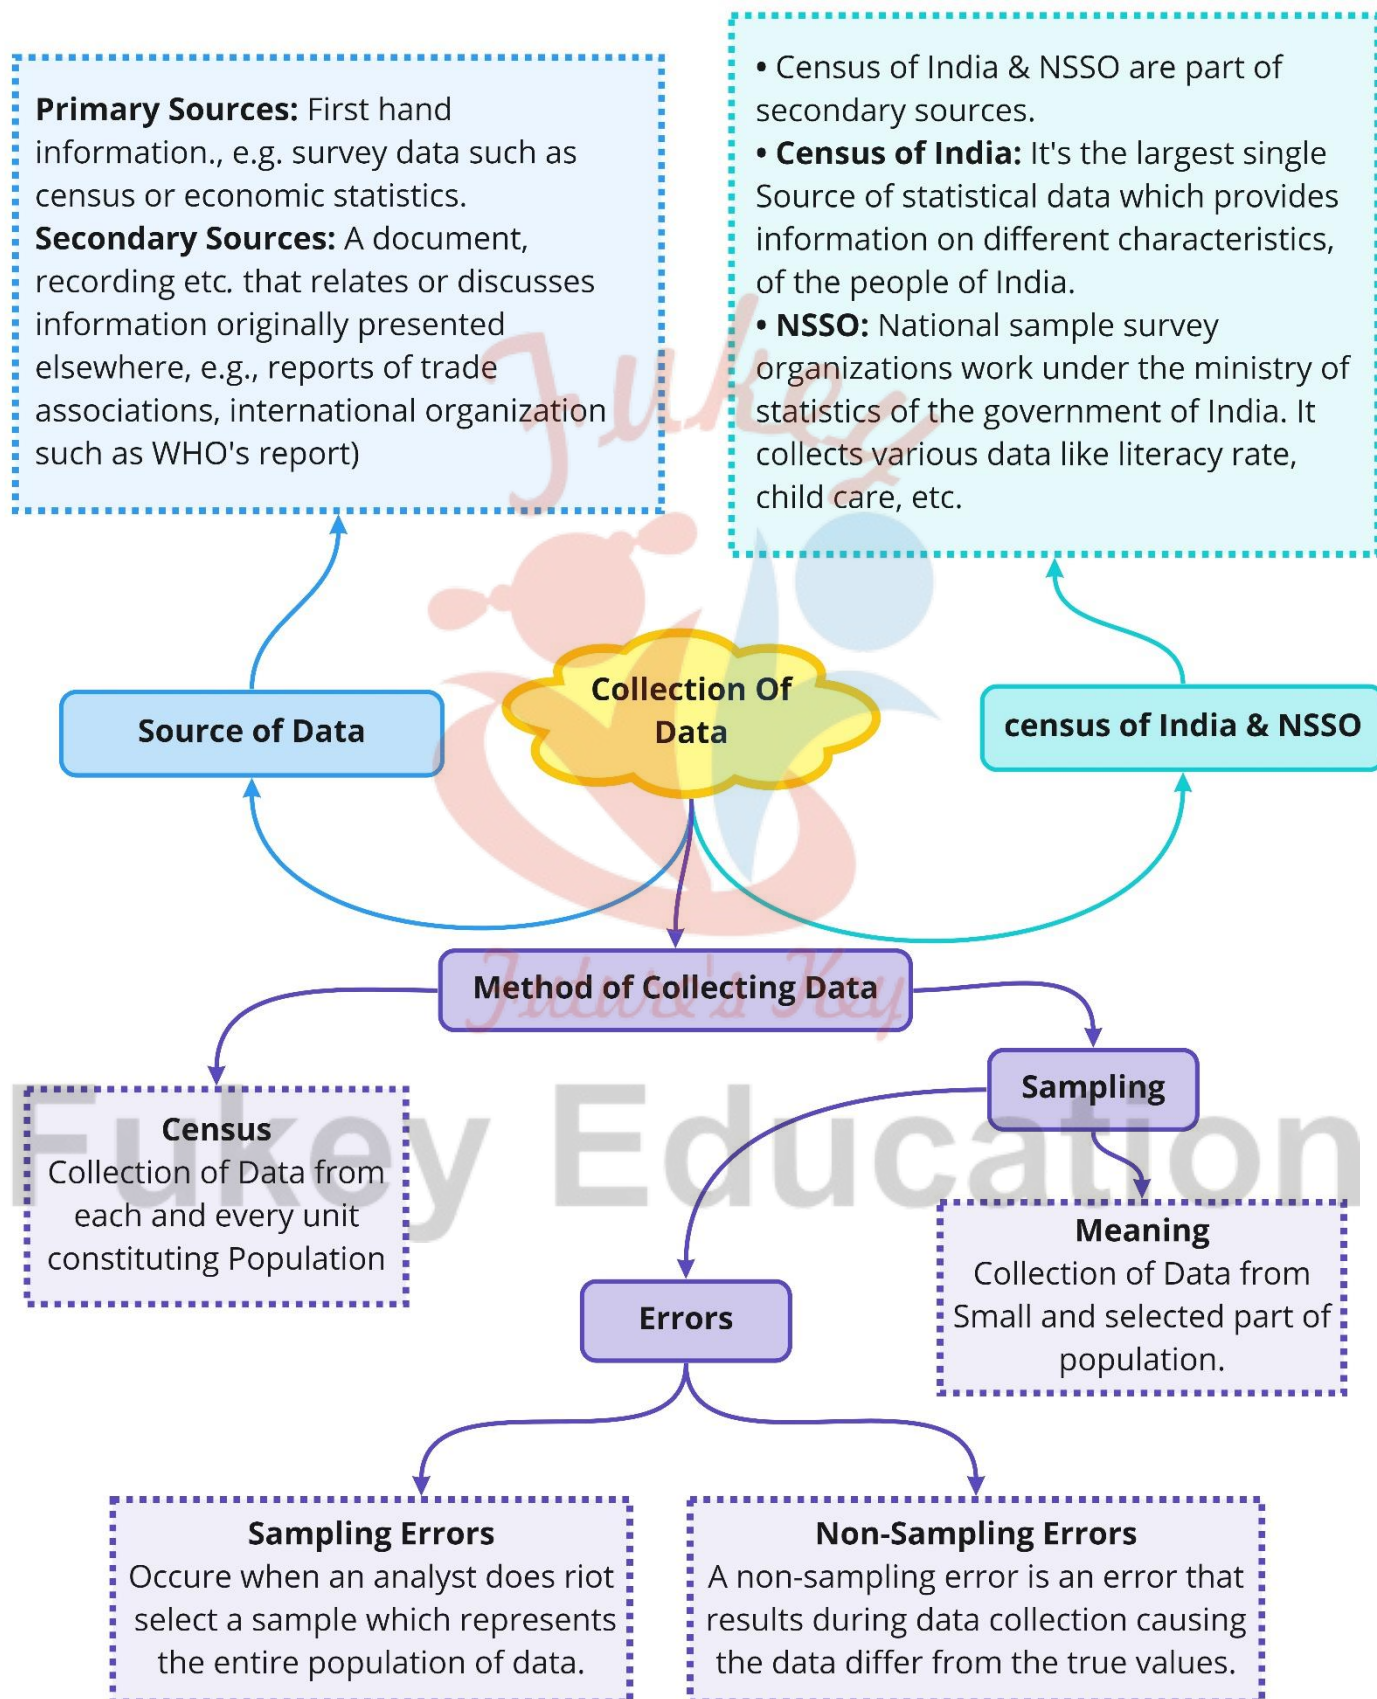 Primary Sources: First hand
information., e.g. survey data such as
census or economic statistics.
Secondary Sources: A document,
recording etc. that relates or discusses
information originally presented
elsewhere, e.g., reports of trade
associations, international organization
such as WHO's report)
• Census of India & NSSO are part of
secondary sources.
• Census of India: It's the largest single
Source of statistical data which provides
information on different characteristics,
of the people of India.
• NSSO: National sample survey
organizations work under the ministry of
statistics of the government of India. It
collects various data like literacy rate,
child care, etc.
Fukey
Source of Data
Collection Of
Data
census of India & NSSO
Method of Collecting Data
Future's Key
Sampling
Fukey Education
Census
Collection of Data from
each and every unit
constituting Population
Meaning
Collection of Data from
Small and selected part of
population.
Errors
Sampling Errors
Occure when an analyst does riot
select a sample which represents
the entire population of data.
Non-Sampling Errors
A non-sampling error is an error that
results during data collection causing
the data differ from the true values.